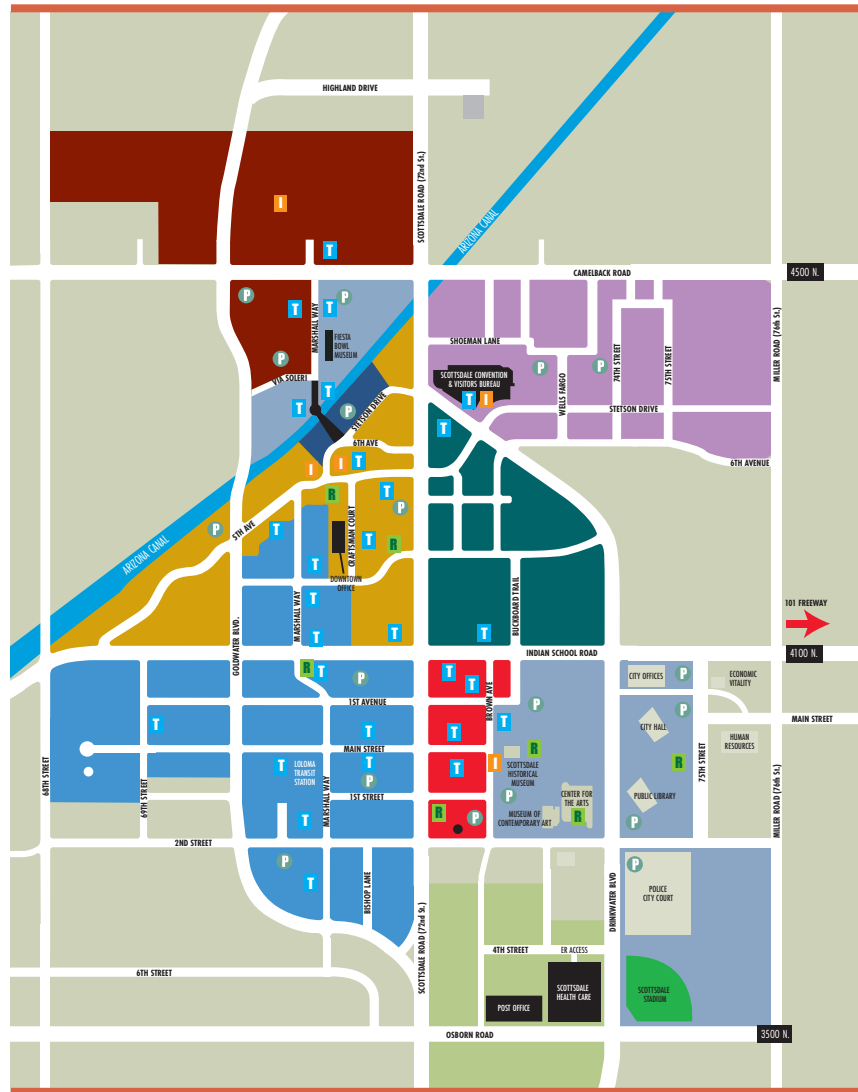 HIGHLAND DRIVE
SCOTTSDALE ROAD (72nd St.)
I
ARIZONA CANAL
T
CAMELBACK ROAD
4500 N.
P
P
T
T
MARSHALL WAY
FIESTA
BOWL
MUSEUM
MILLER ROAD (76th St.)
SHOEMAN LANE
74TH STREET
75TH STREET
P
P
P
VIA SOLERI
SCOTTSDALE CONVENTION
& VISITORS BUREAU
WELLS FARGO
T
T
I
T
P
STETSON DRIVE
STETSON DRIVE
T
6TH AVE
I
I
T
6TH AVENUE
R
T
P
P
T
5TH AVE
CRAFTSMAN COURT
T
R
ARIZONA CANAL
T
DOWNTOWN
OFFICE
T
MARSHALL WAY
BUCKBOARD TRAIL
101 FREEWAY
T
T
T
GOLDWATER BLVD.
INDIAN SCHOOL ROAD
4100 N.
R
T
P
T
T
CITY OFFICES
P
ECONOMIC
VITALITY
1ST AVENUE
BROWN AVE
P
P
T
T
T
T
CITY HALL
MAIN STREET
MAIN STREET
HUMAN
RESOURCES
R
T
LOLOMA
TRANSIT
STATION
T
P
T
I
SCOTTSDALE
HISTORICAL
MUSEUM
R
75TH STREET
68TH STREET
69TH STREET
MARSHALL WAY
1ST STREET
P
CENTER FOR
THE ARTS
PUBLIC LIBRARY
MILLER ROAD (76th St.)
T
R
P
MUSEUM OF
CONTEMPORARY ART
R
P
2ND STREET
P
P
T
BISHOP LANE
SCOTTSDALE ROAD (72nd St.)
DRINKWATER BLVD
POLICE
CITY COURT
4TH STREET
ER ACCESS
6TH STREET
SCOTTSDALE
HEALTH CARE
SCOTTSDALE
STADIUM
POST OFFICE
OSBORN ROAD
3500 N.